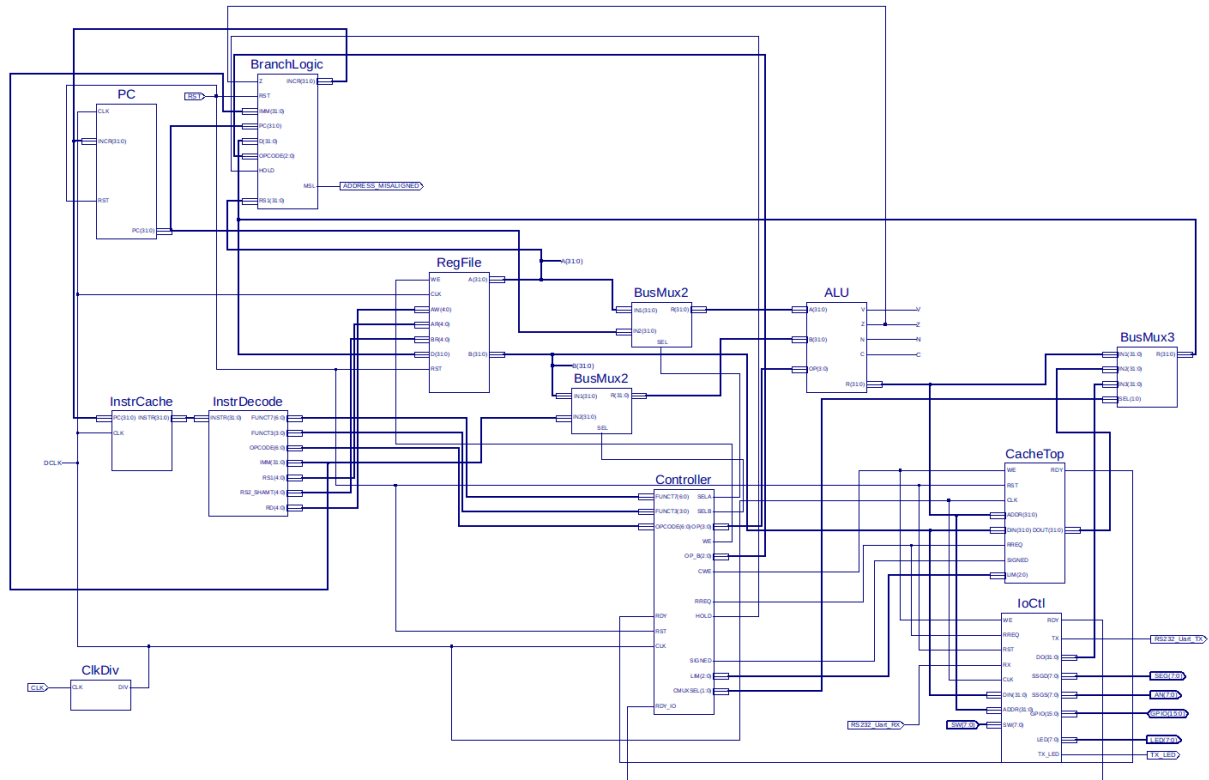 BranchLogic
Z
INCR(31:0)
RST
IMM(31:0)
PC(31:0)
D(31:0)
OPCODE(2:0)
HOLD
MSL
RS1(31:0)
RST
ADDRESS_MISALIGNED
PC
CLK
INCR(31:0)
RST
PC(31:0)
RegFile
WE
A(31:0)
CLK
AW(4:0)
AR(4:0)
BR(4:0)
D(31:0)
B(31:0)
RST
A(31:0)
B(31:0)
BusMux2
IN1(31:0)
R(31:0)
IN2(31:0)
SEL
BusMux2
IN1(31:0)
R(31:0)
IN2(31:0)
SEL
ALU
A(31:0)
V
Z
B(31:0)
N
C
OP(3:0)
R(31:0)
V
Z
N
C
BusMux3
IN1(31:0)
R(31:0)
IN2(31:0)
IN3(31:0)
SEL(1:0)
InstrCache
PC(31:0)
INSTR(31:0)
CLK
InstrDecode
INSTR(31:0)
FUNCT7(6:0)
FUNCT3(3:0)
OPCODE(6:0)
IMM(31:0)
RS1(4:0)
RS2_SHAMT(4:0)
RD(4:0)
DCLK
Controller
FUNCT7(6:0)
SELA
FUNCT3(3:0)
SELB
OPCODE(6:0)
OP(3:0)
WE
OP_B(2:0)
CWE
RREQ
RDY
HOLD
RST
CLK
SIGNED
LIM(2:0)
CMUXSEL(1:0)
RDY_IO
CacheTop
WE
RDY
RST
CLK
ADDR(31:0)
DIN(31:0)
DOUT(31:0)
RREQ
SIGNED
LIM(2:0)
IoCtl
WE
RDY
RREQ
TX
RST
DO(31:0)
RX
SSGD(7:0)
CLK
DIN(31:0)
SSGS(7:0)
ADDR(31:0)
GPIO(15:0)
SW(7:0)
LED(7:0)
TX_LED
RS232_Uart_TX
SEG(7:0)
AN(7:0)
GPIO(15:0)
LED(7:0)
TX_LED
RS232_Uart_RX
SW(7:0)
ClkDiv
CLK
CLK
DIV